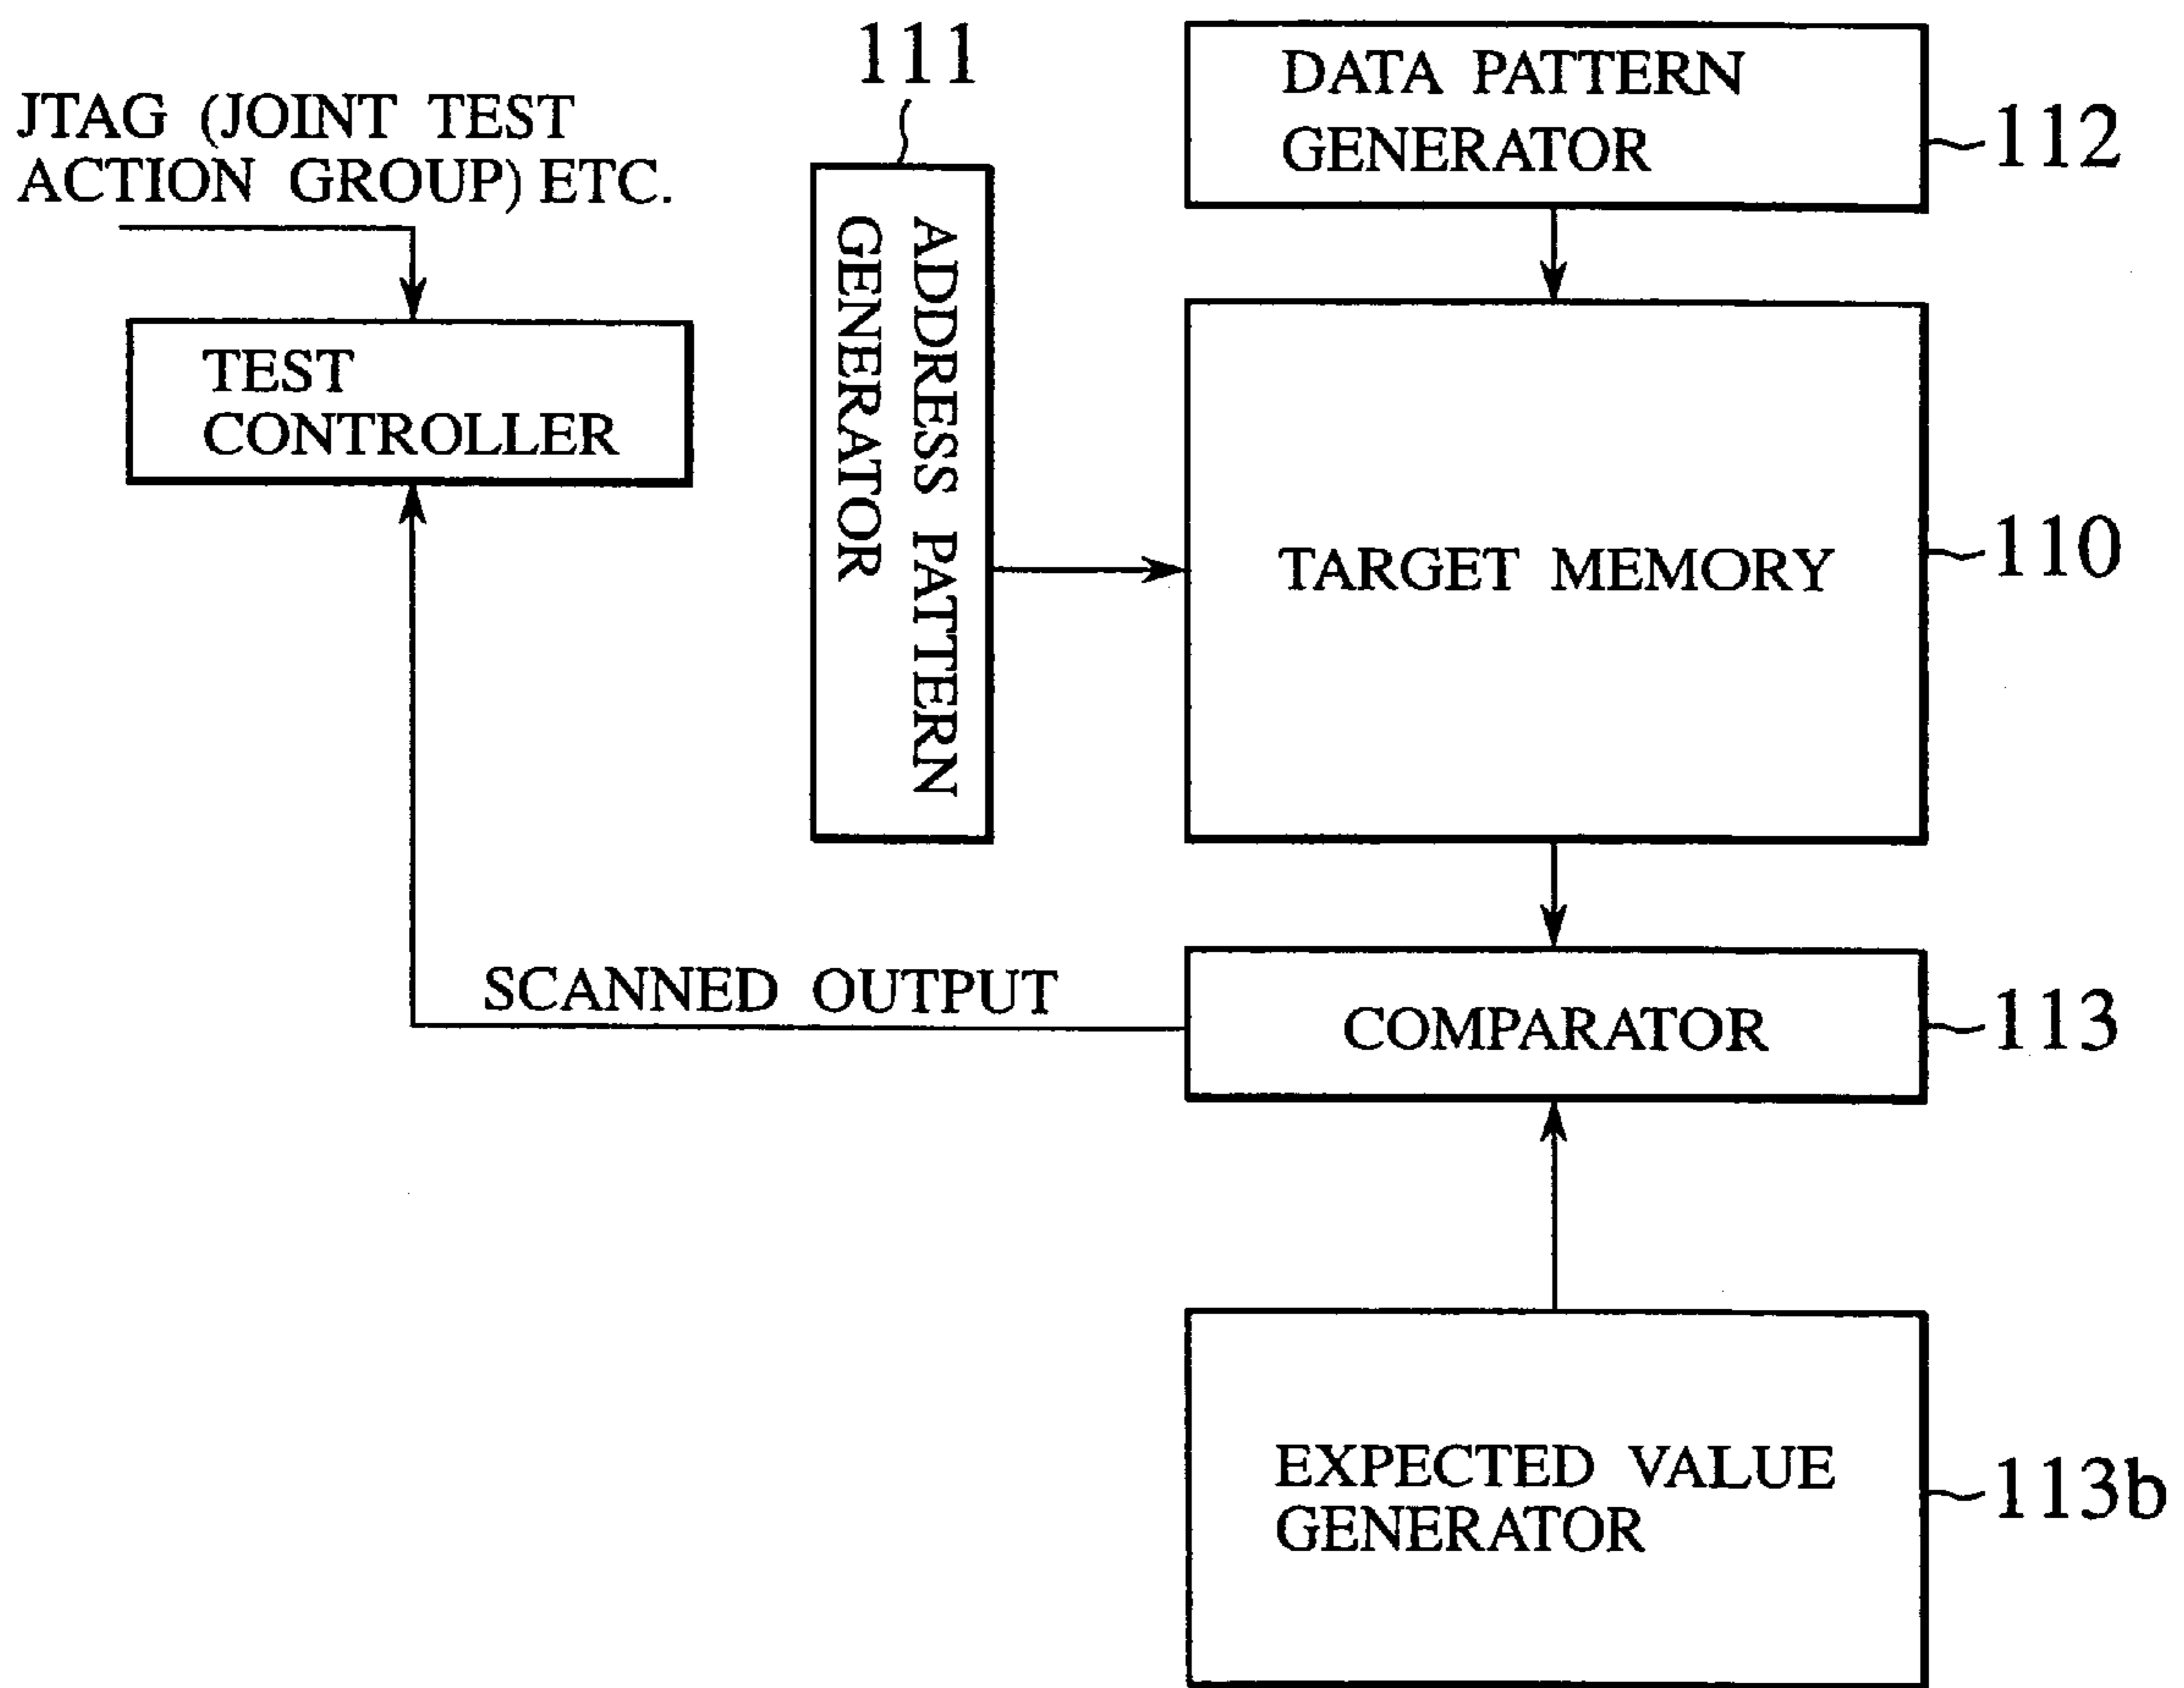 JTAG (JOINT TEST
ACTION GROUP) ETC.
TEST
CONTROLLER
111
ADDRESS PATTERN
GENERATOR
DATA PATTERN
GENERATOR
112
TARGET MEMORY
110
SCANNED OUTPUT
COMPARATOR
113
EXPECTED VALUE
GENERATOR
113b